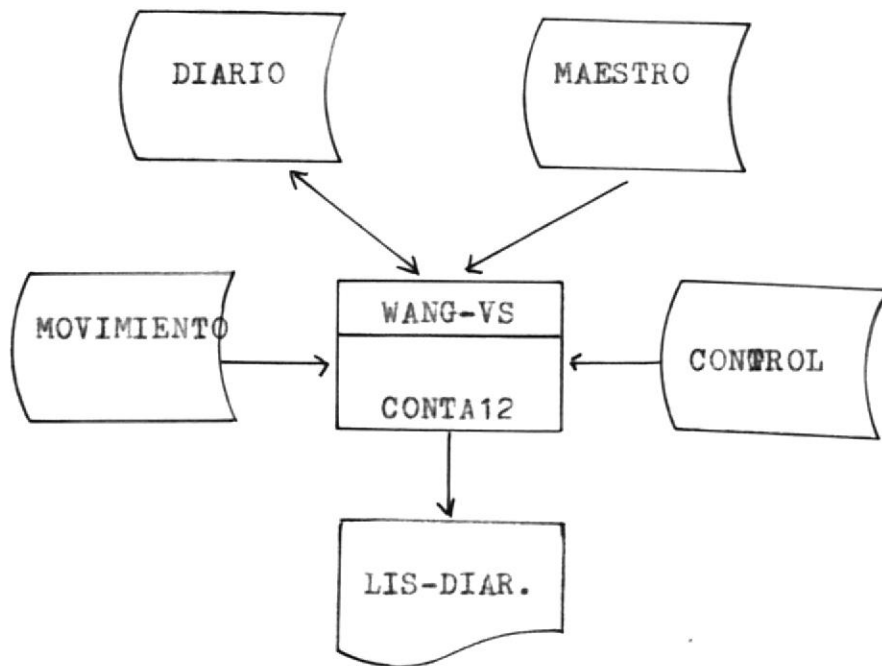 DIARIO
MAESTRO
MOVIMIENTO
WANG-VS
CONTROL
CONTA12
LIS-DIAR.